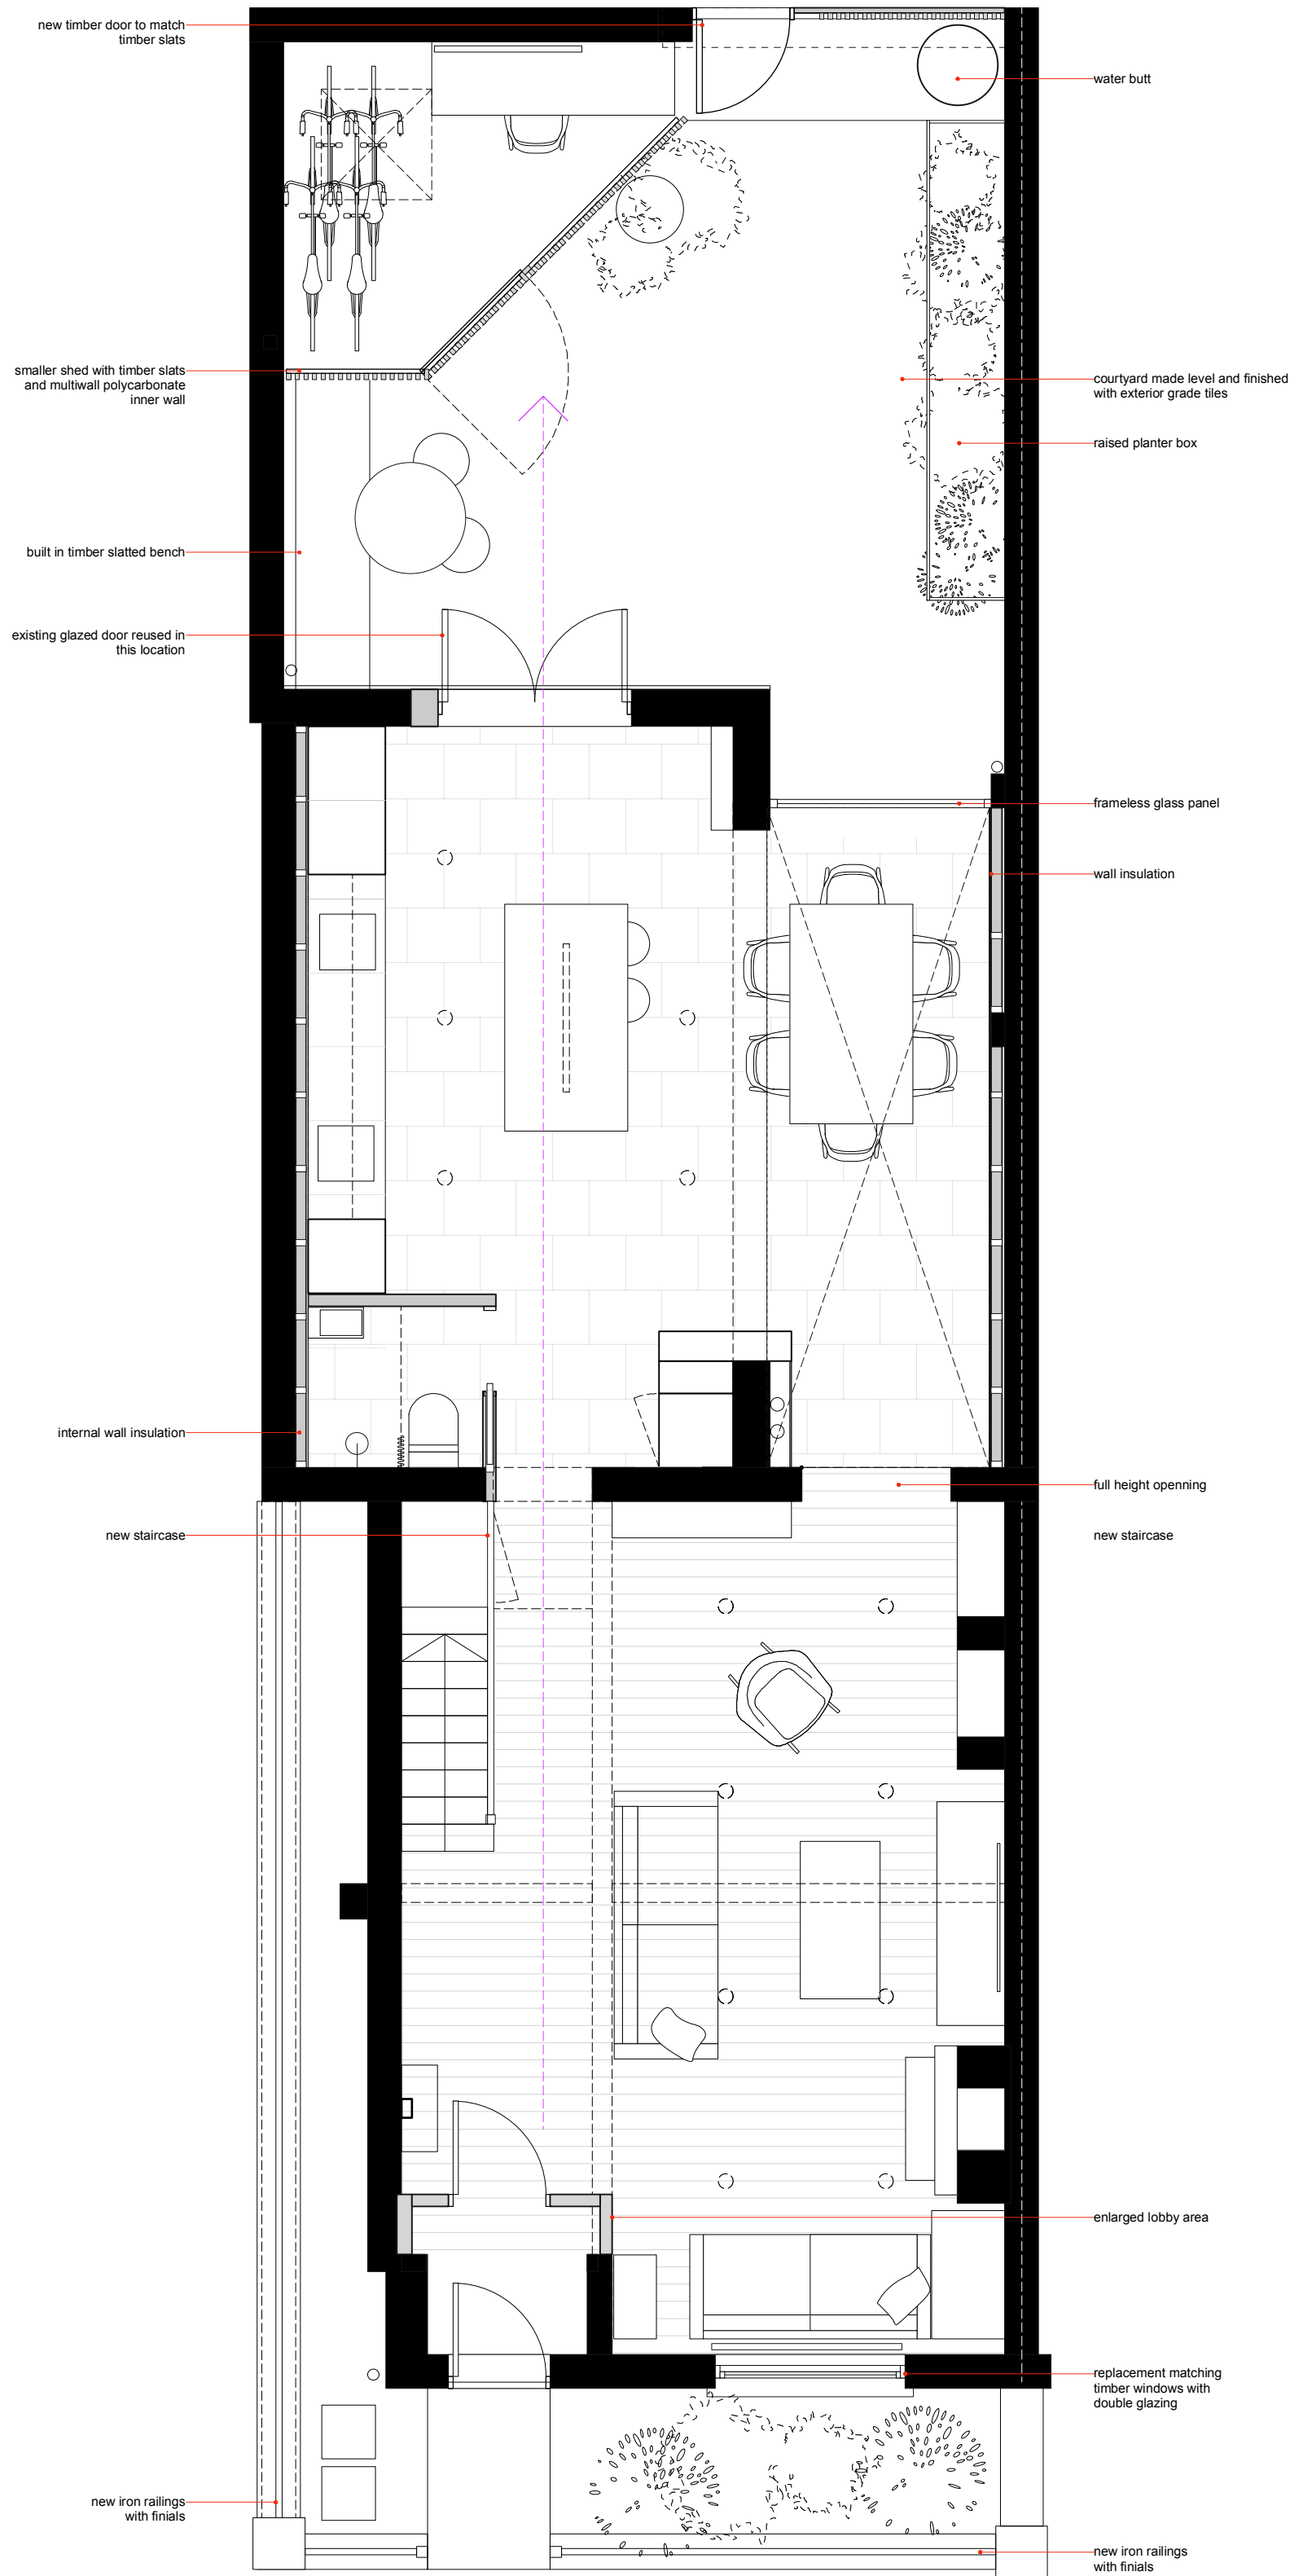 new timber door to match
timber slats
water butt
smaller shed with timber slats
and multiwall polycarbonate
inner wall
courtyard made level and finished
with exterior grade tiles
raised planter box
built in timber slatted bench
existing glazed door reused in
this location
frameless glass panel
wall insulation
internal wall insulation
full height openning
new staircase
new staircase
enlarged lobby area
replacement matching
timber windows with
double glazing
new iron railings
with finials
new iron railings
with finials